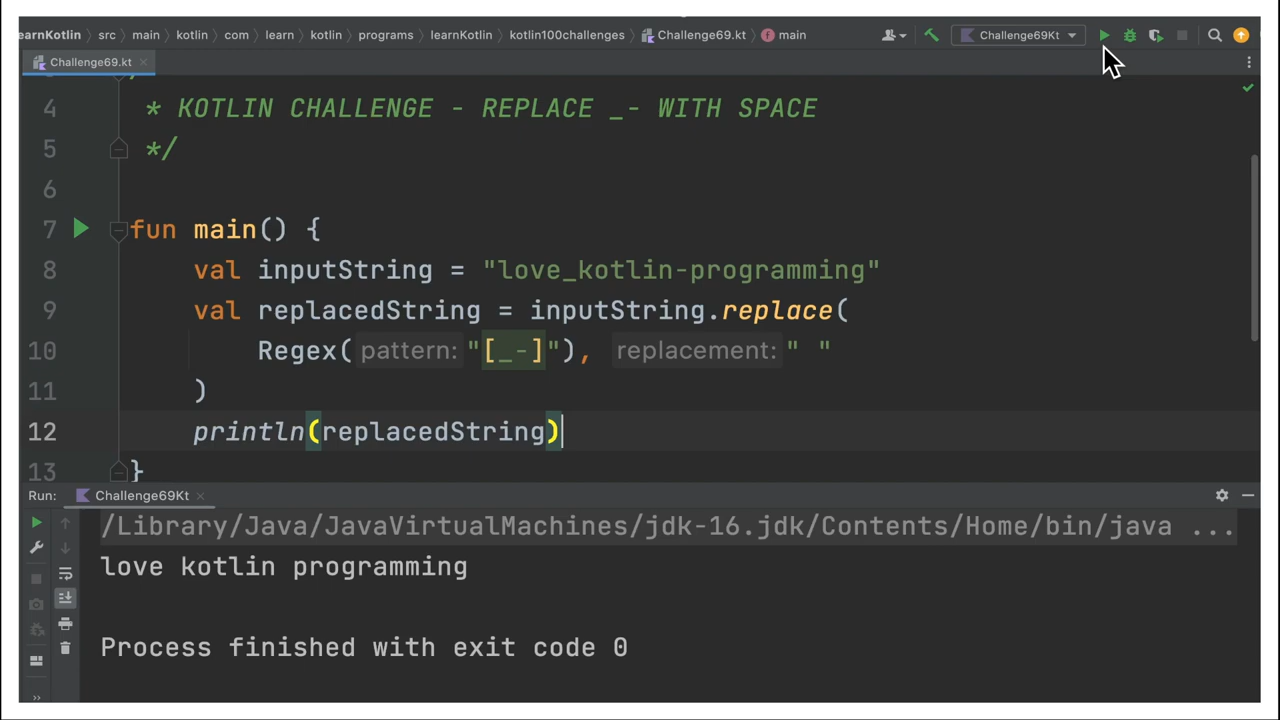 earnKotlin > src > main > kotlin > com > learn > kotlin > programs > learnKotlin > kotlin100challenges > Challenge69.kt > main Challenge69Kt
Challenge69.kt
4 * KOTLIN CHALLENGE - REPLACE _- WITH SPACE
5 */
6
7 fun main() {
8 val inputString = "love_kotlin-programming"
9 val replacedString = inputString.replace(
10 Regex( pattern: "[_-]"), replacement: " "
11 )
12 println(replacedString)
13 }
Run: Challenge69Kt
/Library/Java/JavaVirtualMachines/jdk-16.jdk/Contents/Home/bin/java ...
love kotlin programming
Process finished with exit code 0